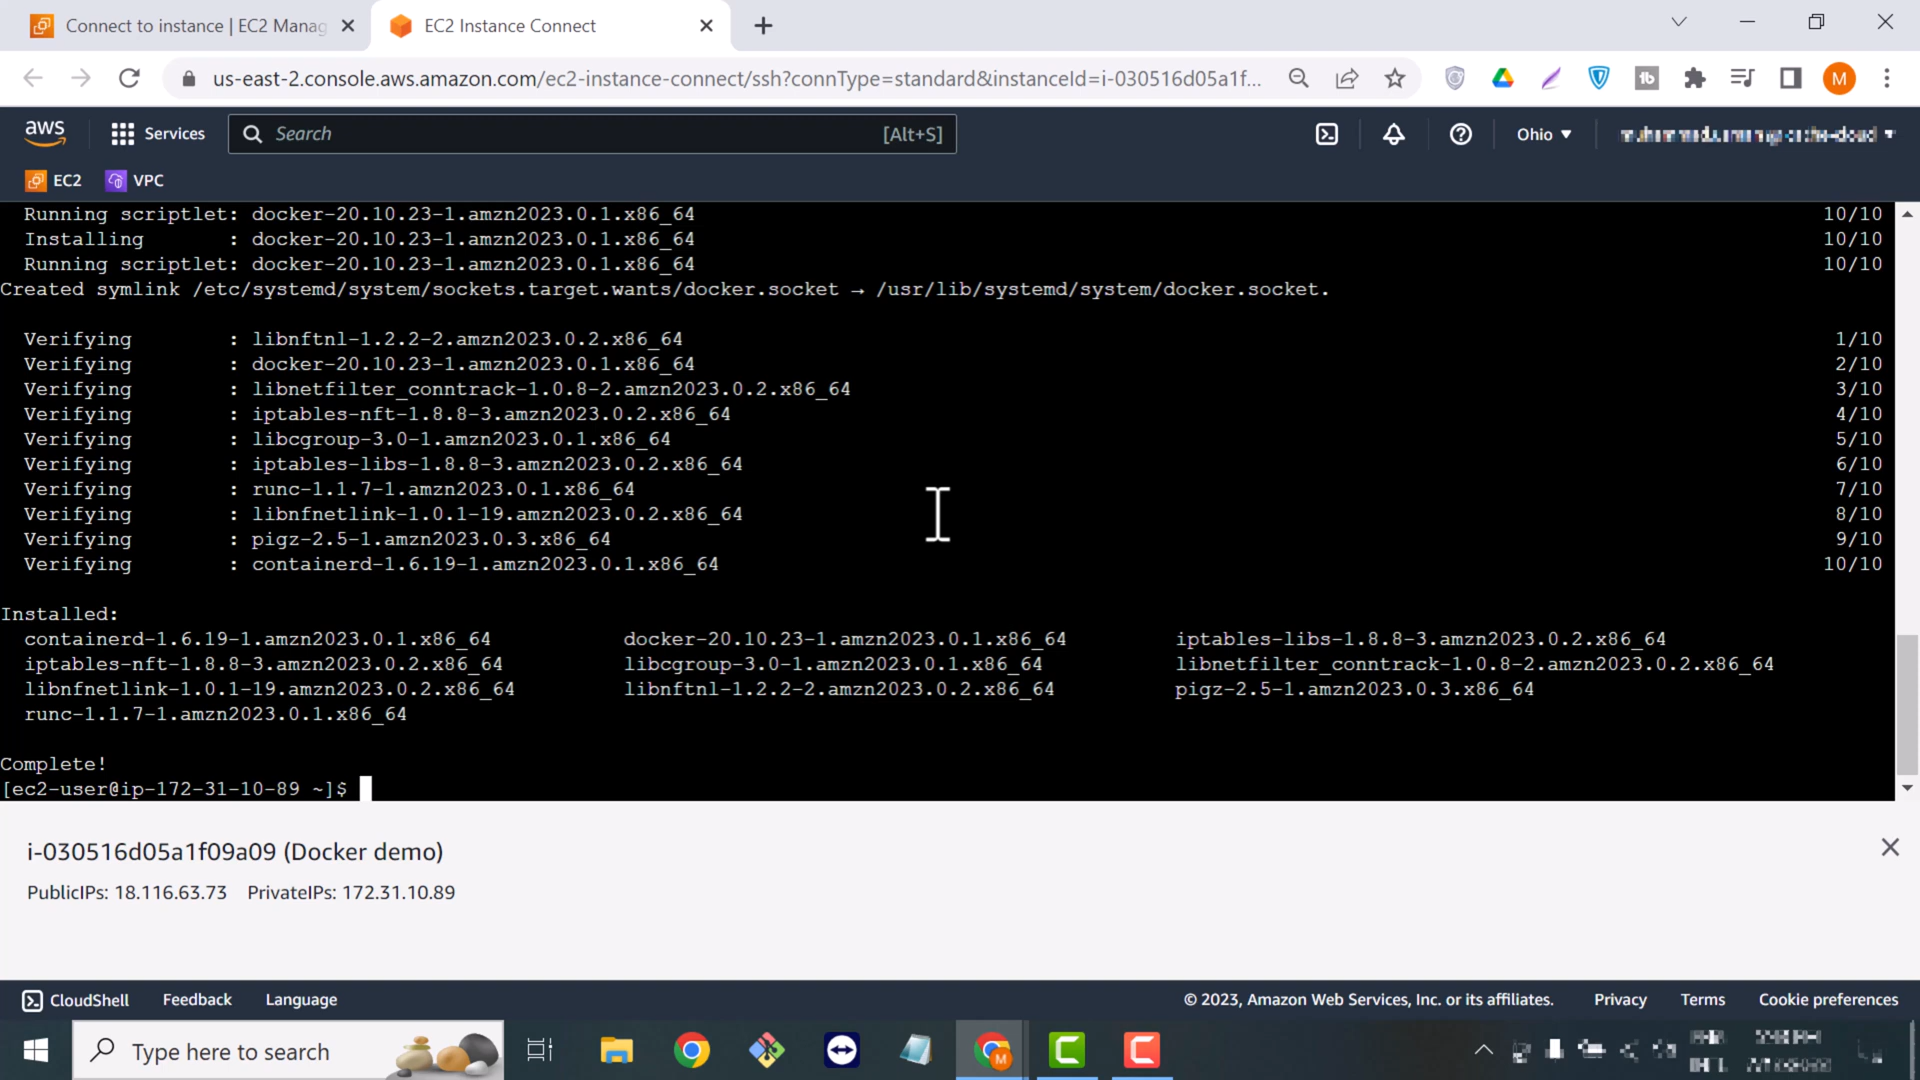 Connect to instance | EC2 Manag
EC2 Instance Connect
us-east-2.console.aws.amazon.com/ec2-instance-connect/ssh?connType=standard&instanceId=i-030516d05a1f...
M
aws
Services
Search
[Alt+S]
Ohio
EC2
VPC
Running scriptlet: docker-20.10.23-1.amzn2023.0.1.x86_64 10/10
Installing : docker-20.10.23-1.amzn2023.0.1.x86_64 10/10
Running scriptlet: docker-20.10.23-1.amzn2023.0.1.x86_64 10/10
Created symlink /etc/systemd/system/sockets.target.wants/docker.socket → /usr/lib/systemd/system/docker.socket.
Verifying : libnftnl-1.2.2-2.amzn2023.0.2.x86_64 1/10
Verifying : docker-20.10.23-1.amzn2023.0.1.x86_64 2/10
Verifying : libnetfilter_conntrack-1.0.8-2.amzn2023.0.2.x86_64 3/10
Verifying : iptables-nft-1.8.8-3.amzn2023.0.2.x86_64 4/10
Verifying : libcgroup-3.0-1.amzn2023.0.1.x86_64 5/10
Verifying : iptables-libs-1.8.8-3.amzn2023.0.2.x86_64 6/10
Verifying : runc-1.1.7-1.amzn2023.0.1.x86_64 7/10
Verifying : libnfnetlink-1.0.1-19.amzn2023.0.2.x86_64 8/10
Verifying : pigz-2.5-1.amzn2023.0.3.x86_64 9/10
Verifying : containerd-1.6.19-1.amzn2023.0.1.x86_64 10/10
Installed:
containerd-1.6.19-1.amzn2023.0.1.x86_64 docker-20.10.23-1.amzn2023.0.1.x86_64 iptables-libs-1.8.8-3.amzn2023.0.2.x86_64
iptables-nft-1.8.8-3.amzn2023.0.2.x86_64 libcgroup-3.0-1.amzn2023.0.1.x86_64 libnetfilter_conntrack-1.0.8-2.amzn2023.0.2.x86_64
libnfnetlink-1.0.1-19.amzn2023.0.2.x86_64 libnftnl-1.2.2-2.amzn2023.0.2.x86_64 pigz-2.5-1.amzn2023.0.3.x86_64
runc-1.1.7-1.amzn2023.0.1.x86_64
Complete!
[ec2-user@ip-172-31-10-89 ~]$
i-030516d05a1f09a09 (Docker demo)
PublicIPs: 18.116.63.73 PrivateIPs: 172.31.10.89
CloudShell
Feedback
Language
© 2023, Amazon Web Services, Inc. or its affiliates.
Privacy
Terms
Cookie preferences
Type here to search